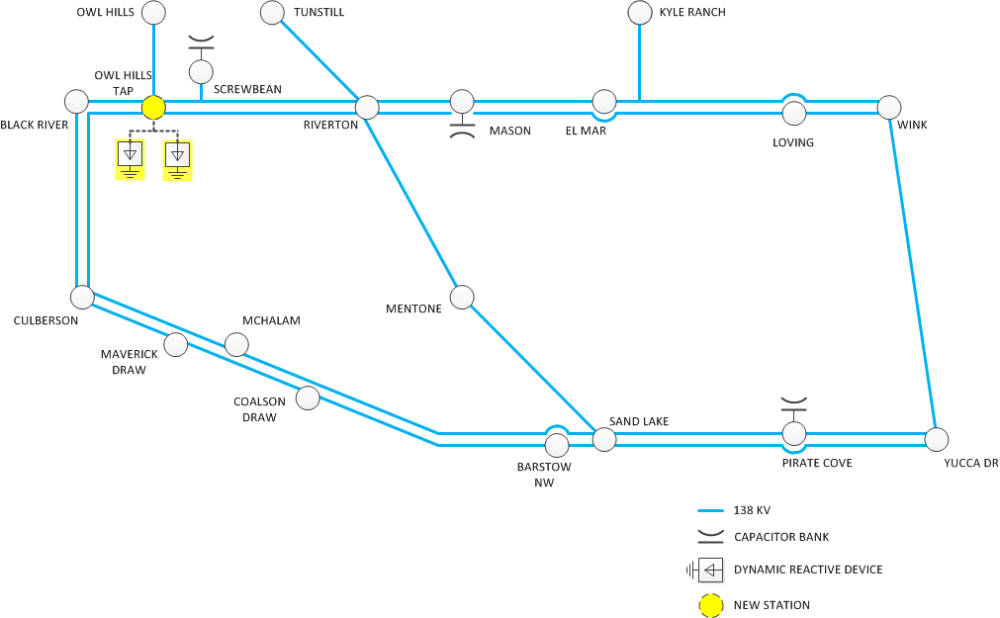 OWL HILLS
TUNSTILL
KYLE RANCH
OWL HILLS
TAP
SCREWBEAN
BLACK RIVER
RIVERTON
MASON
EL MAR
LOVING
WINK
CULBERSON
MENTONE
MCHALAM
MAVERICK
DRAW
COALSON
DRAW
SAND LAKE
BARSTOW
NW
PIRATE COVE
YUCCA DR
138 KV
CAPACITOR BANK
DYNAMIC REACTIVE DEVICE
NEW STATION